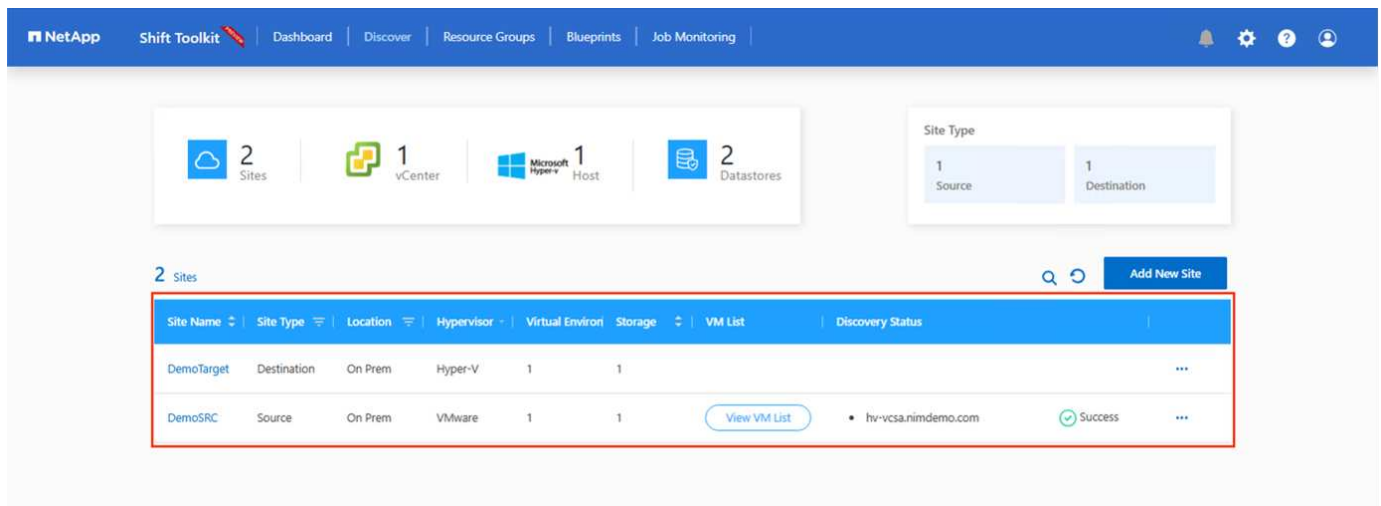 NetApp Shift Toolkit PREVIEW Dashboard Discover Resource Groups Blueprints Job Monitoring
2 Sites
1 vCenter
Microsoft Hyper-v 1 Host
2 Datastores
Site Type
1 Source
1 Destination
2 Sites
Add New Site
Site Name Site Type Location Hypervisor Virtual Environ Storage VM List Discovery Status
DemoTarget Destination On Prem Hyper-V 1 1
DemoSRC Source On Prem VMware 1 1 View VM List • hv-vcsa.nimdemo.com Success